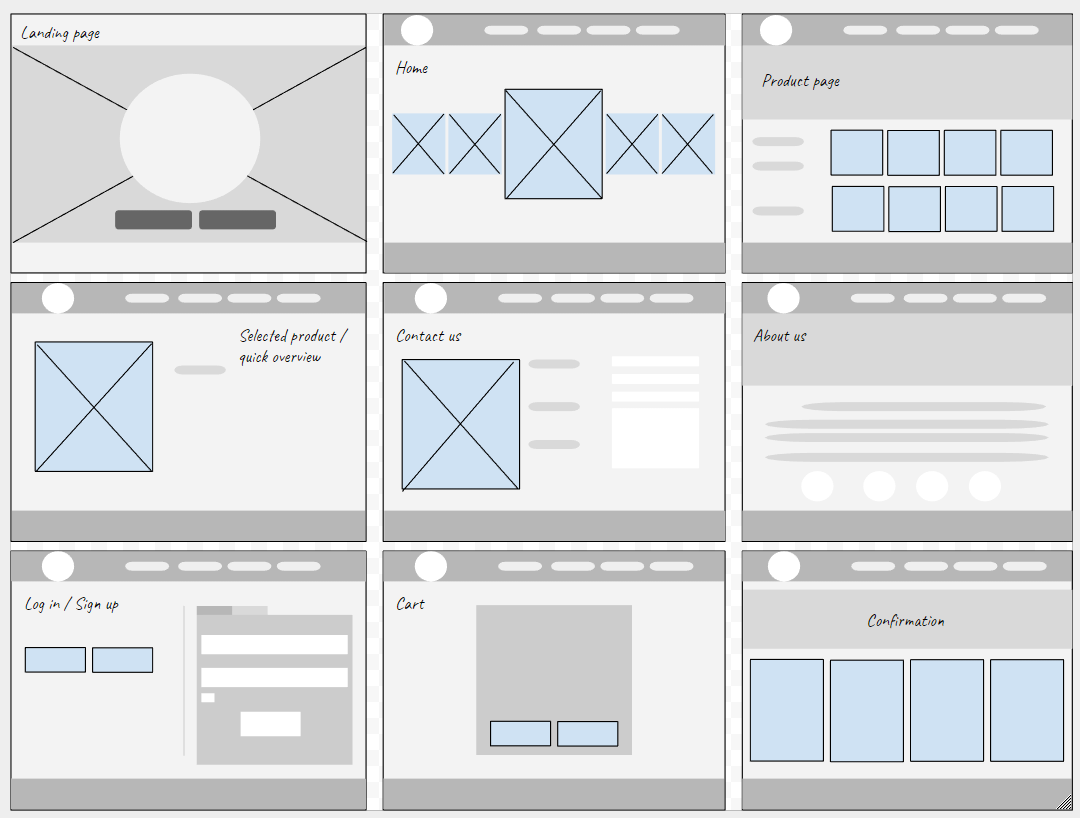 Landing page
Home
Product page
Selected product /
quick overview
Contact us
About us
Log in / Sign up
Cart
Confirmation